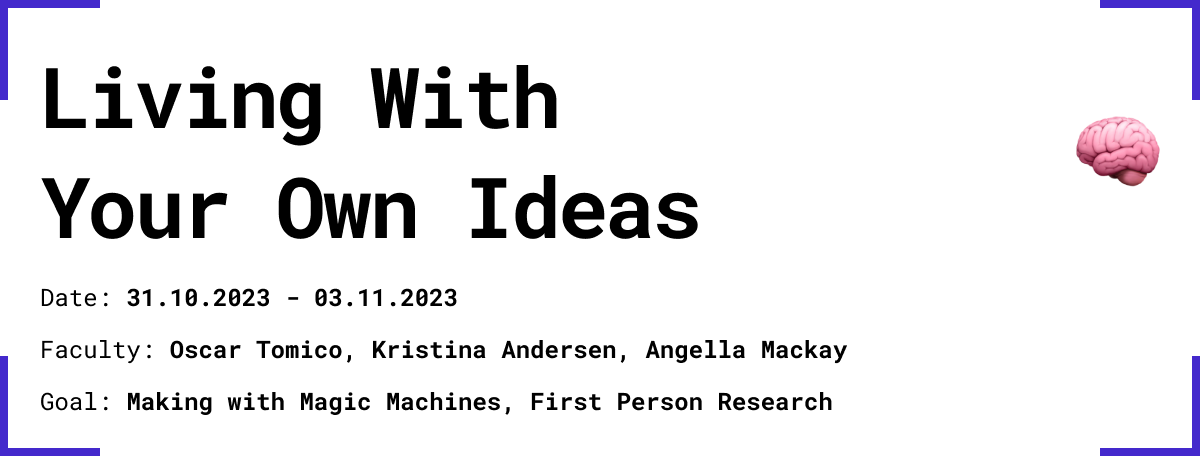 Living With
Your Own Ideas
Date: 31.10.2023 - 03.11.2023
Faculty: Oscar Tomico, Kristina Andersen, Angella Mackay
Goal: Making with Magic Machines, First Person Research